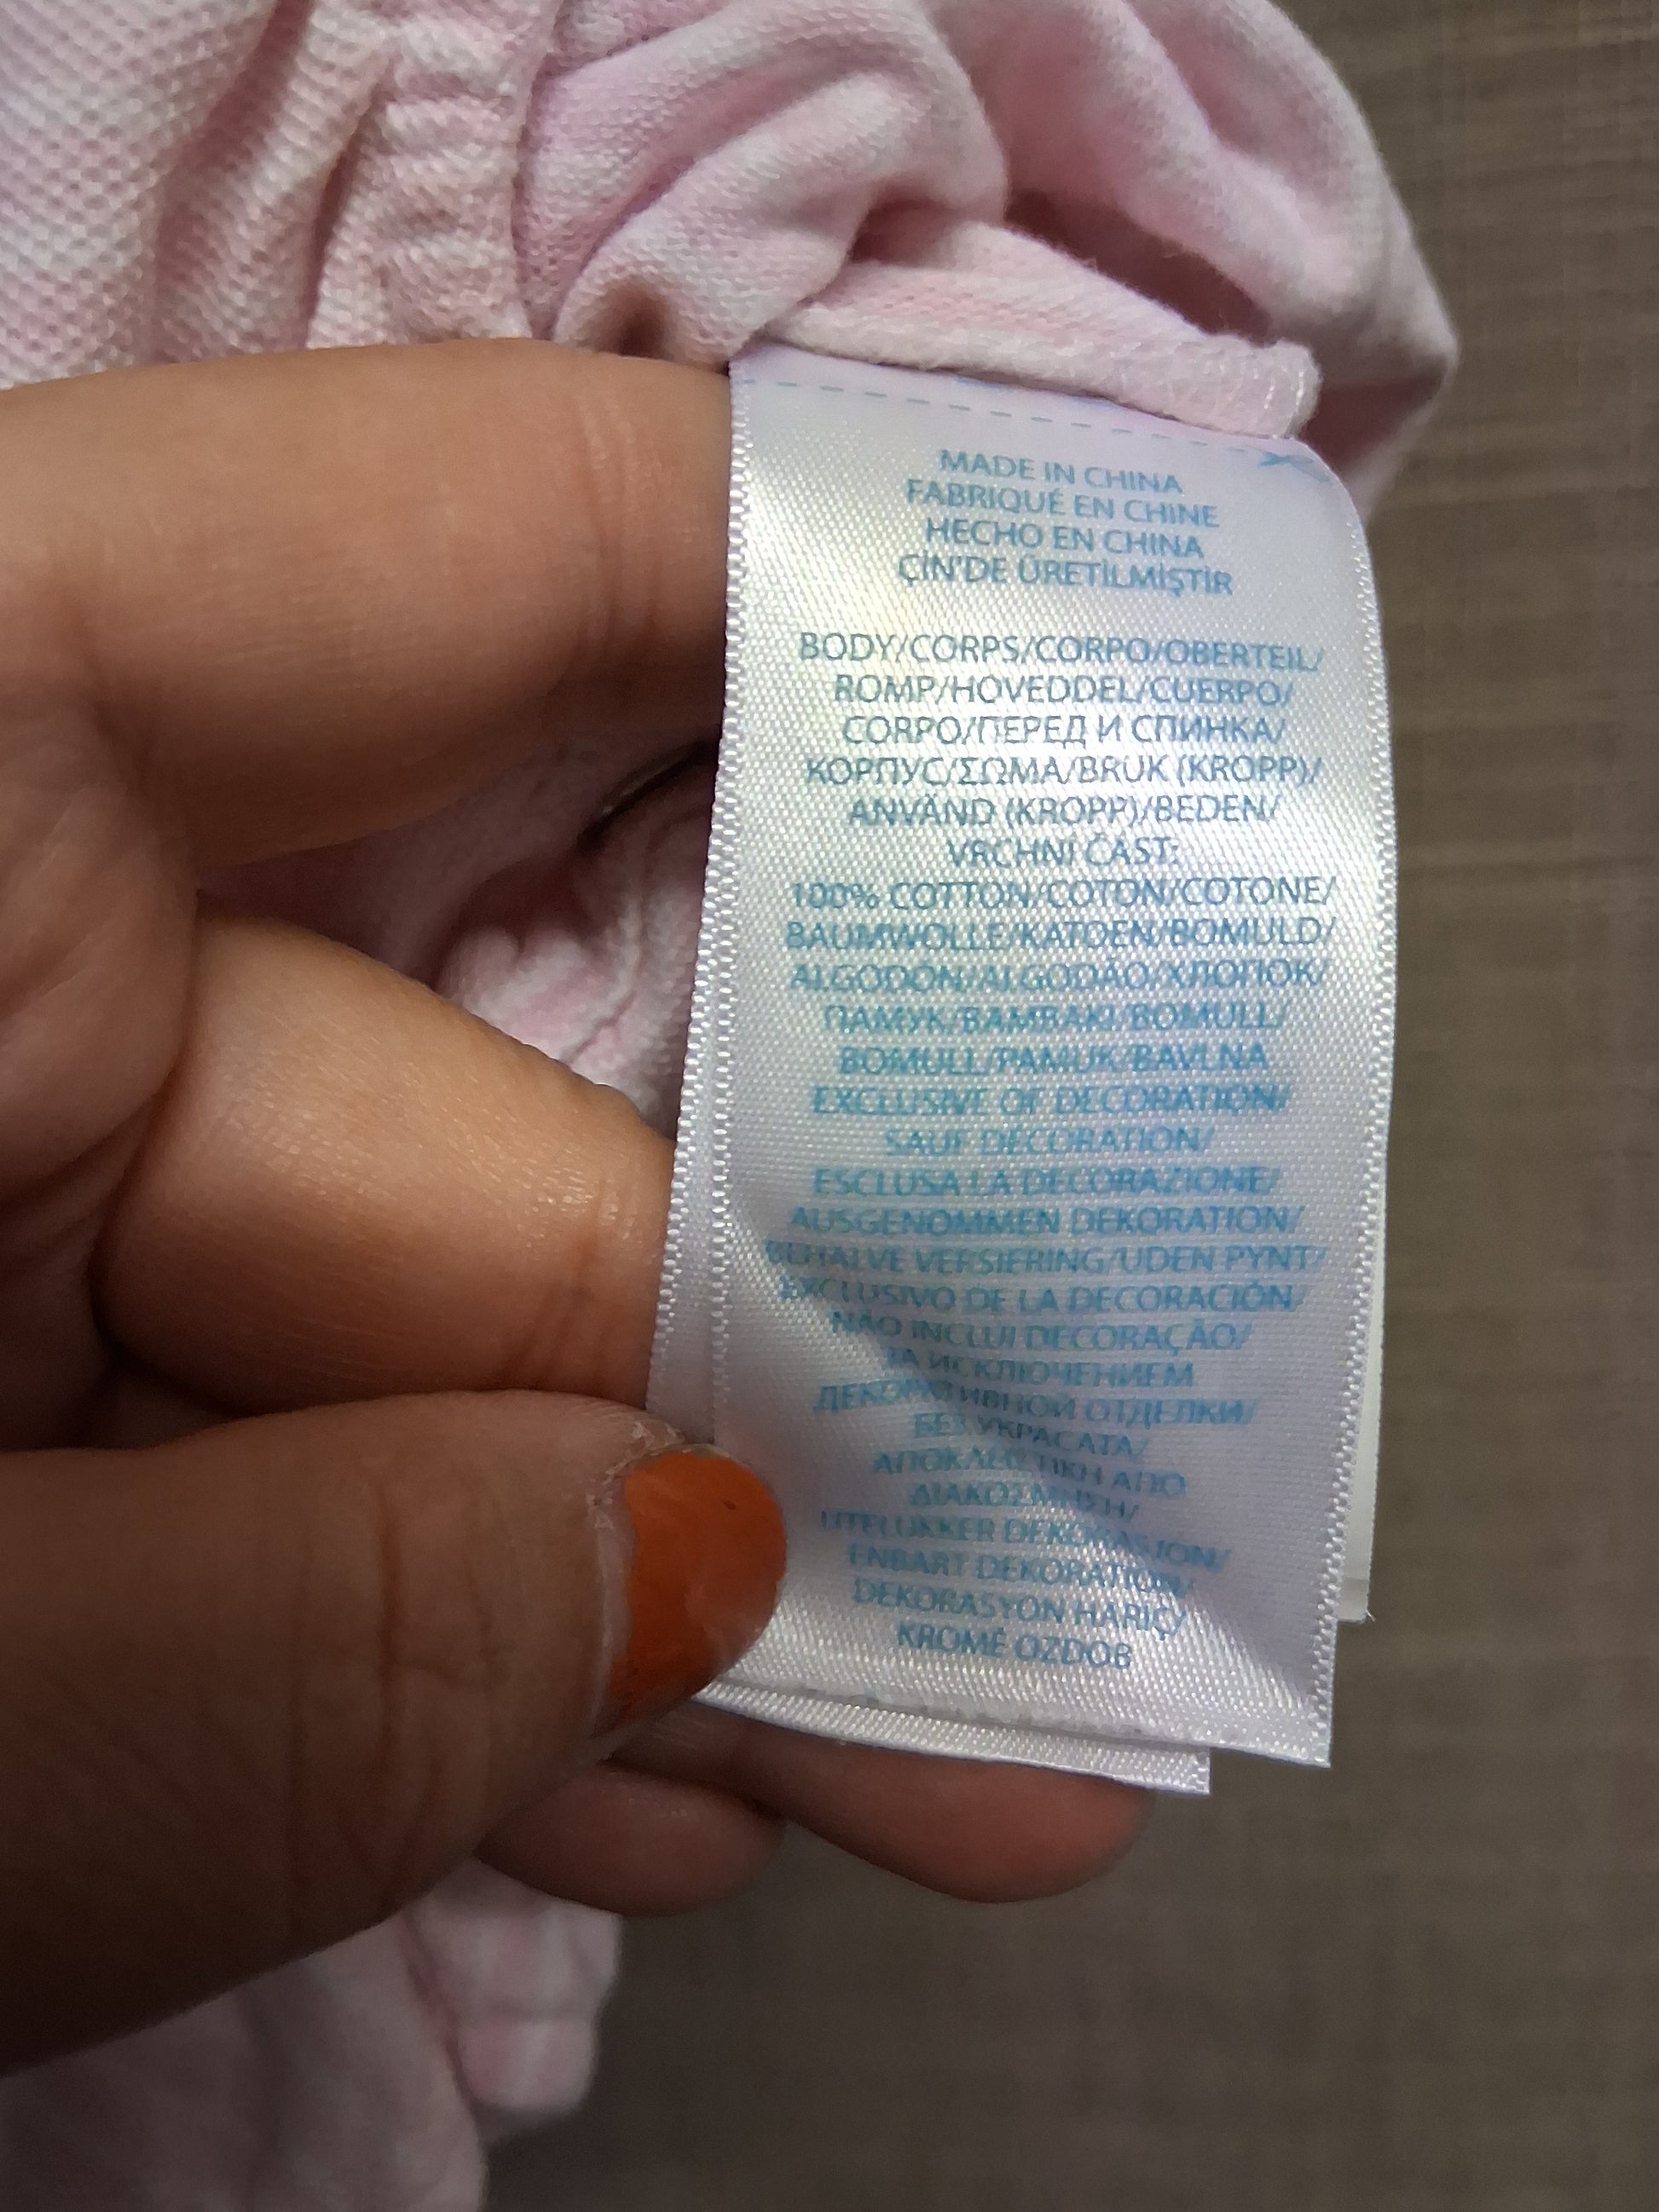 MADE IN CHINA
FABRIQUÉ EN CHINE
HECHO EN CHINA
ÇİN'DE ÜRETİLMİŞTİR
BODY/CORPS/CORPO/OBERTEIL/
ROMP/HOVEDDEL/CUERPO/
CORPO/ПЕРЕД И СПИНКА/
КОРПУС/ΣΩΜΑ/BRUK (KROPP)/
ANVÄND (KROPP)/BEDEN/
VRCHNÍ ČÁST:
100% COTTON/COTON/COTONE/
BAUMWOLLE/KATOEN/BOMULD/
ALGODÓN/ALGODÃO/ХЛОПОК/
ПАМУК/ΒΑΜΒΑΚΙ/BOMULL/
BOMULL/PAMUK/BAVLNA
EXCLUSIVE OF DECORATION/
SAUF DÉCORATION/
ESCLUSA LA DECORAZIONE/
AUSGENOMMEN DEKORATION/
BEHALVE VERSIERING/UDEN PYNT/
EXCLUSIVO DE LA DECORACIÓN/
NÃO INCLUI DECORAÇÃO/
ЗА ИСКЛЮЧЕНИЕМ
ДЕКОРАТИВНОЙ ОТДЕЛКИ/
БЕЗ УКРАСАТА/
ΑΠΟΚΛΕΙΣΤΙΚΗ ΑΠΟ
ΔΙΑΚΟΣΜΗΣΗ/
UTELUKKER DEKORASJON/
ENBART DEKORATION/
DEKORASYON HARİÇ/
KROMĚ OZDOB